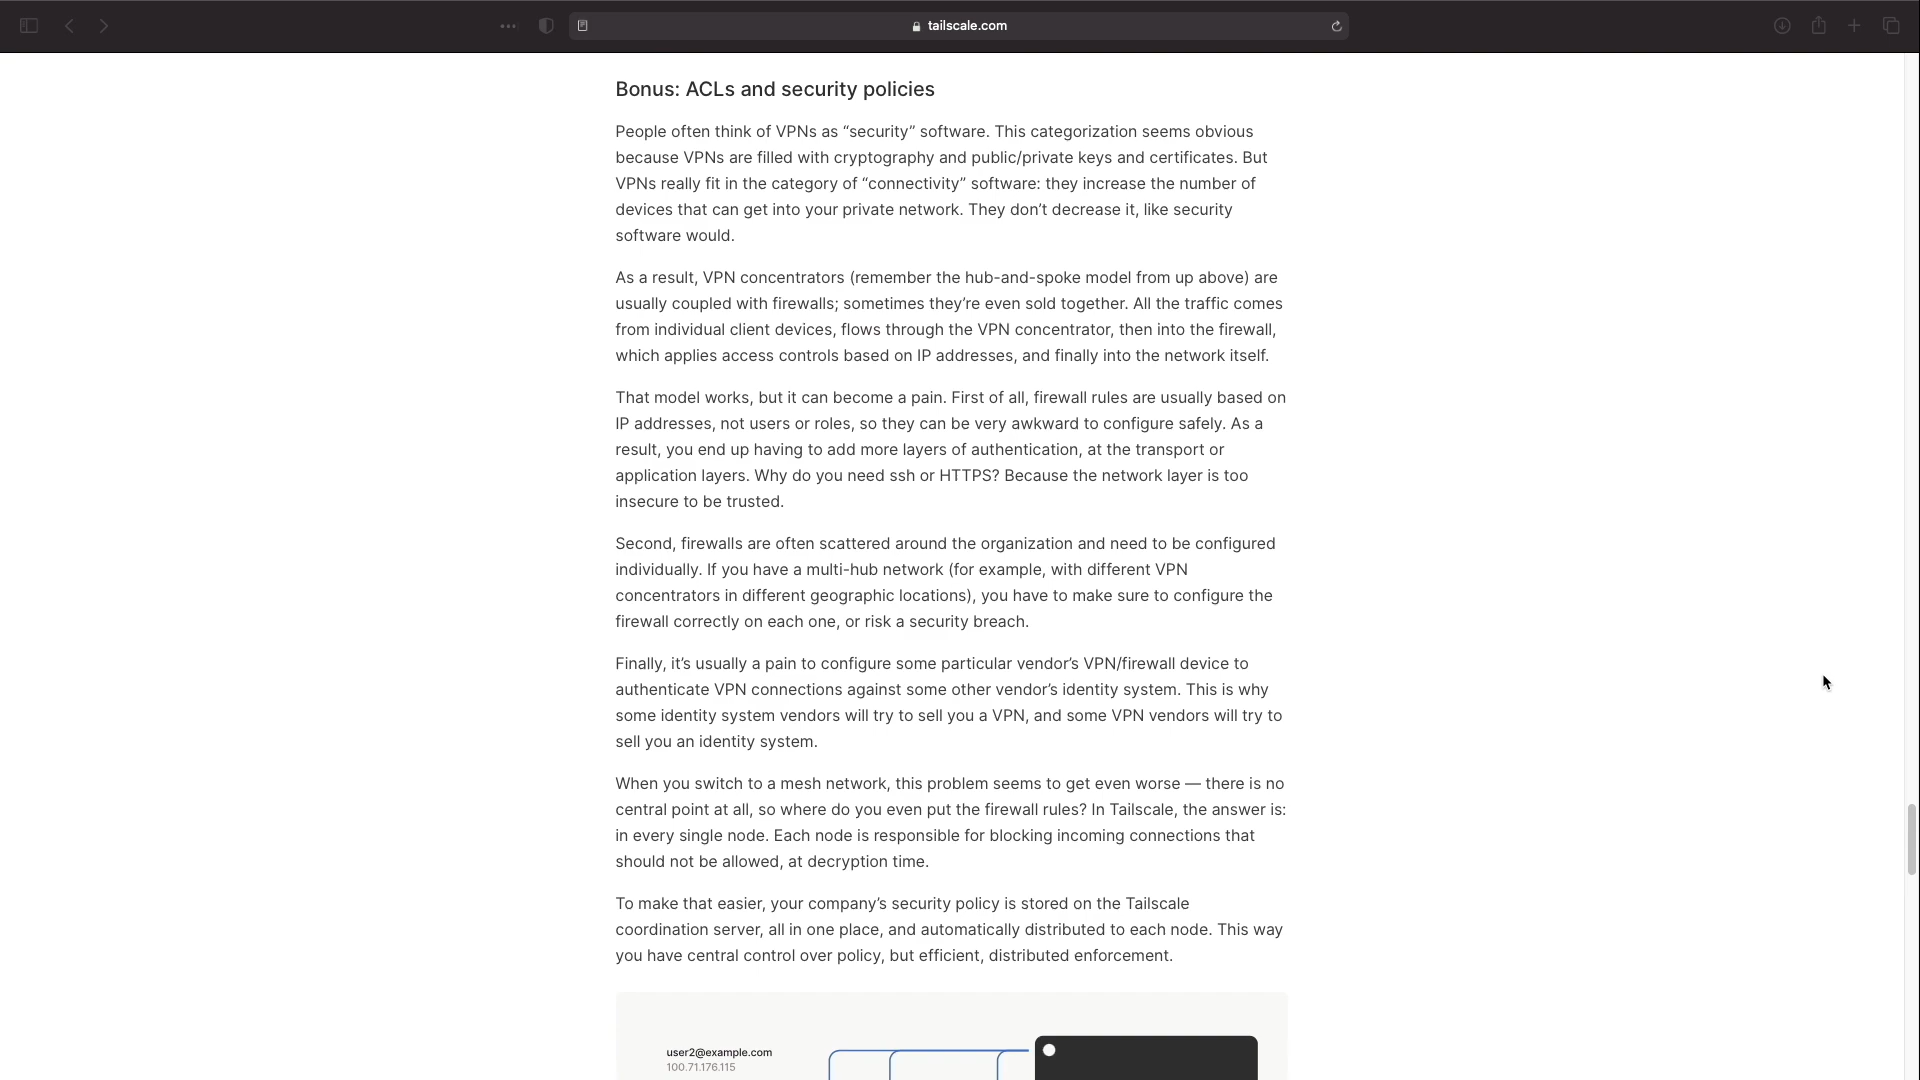 tailscale.com
Bonus: ACLs and security policies
People often think of VPNs as “security” software. This categorization seems obvious
because VPNs are filled with cryptography and public/private keys and certificates. But
VPNs really fit in the category of “connectivity” software: they increase the number of
devices that can get into your private network. They don’t decrease it, like security
software would.
As a result, VPN concentrators (remember the hub-and-spoke model from up above) are
usually coupled with firewalls; sometimes they’re even sold together. All the traffic comes
from individual client devices, flows through the VPN concentrator, then into the firewall,
which applies access controls based on IP addresses, and finally into the network itself.
That model works, but it can become a pain. First of all, firewall rules are usually based on
IP addresses, not users or roles, so they can be very awkward to configure safely. As a
result, you end up having to add more layers of authentication, at the transport or
application layers. Why do you need ssh or HTTPS? Because the network layer is too
insecure to be trusted.
Second, firewalls are often scattered around the organization and need to be configured
individually. If you have a multi-hub network (for example, with different VPN
concentrators in different geographic locations), you have to make sure to configure the
firewall correctly on each one, or risk a security breach.
Finally, it’s usually a pain to configure some particular vendor’s VPN/firewall device to
authenticate VPN connections against some other vendor’s identity system. This is why
some identity system vendors will try to sell you a VPN, and some VPN vendors will try to
sell you an identity system.
When you switch to a mesh network, this problem seems to get even worse — there is no
central point at all, so where do you even put the firewall rules? In Tailscale, the answer is:
in every single node. Each node is responsible for blocking incoming connections that
should not be allowed, at decryption time.
To make that easier, your company’s security policy is stored on the Tailscale
coordination server, all in one place, and automatically distributed to each node. This way
you have central control over policy, but efficient, distributed enforcement.
user2@example.com
100.71.176.115